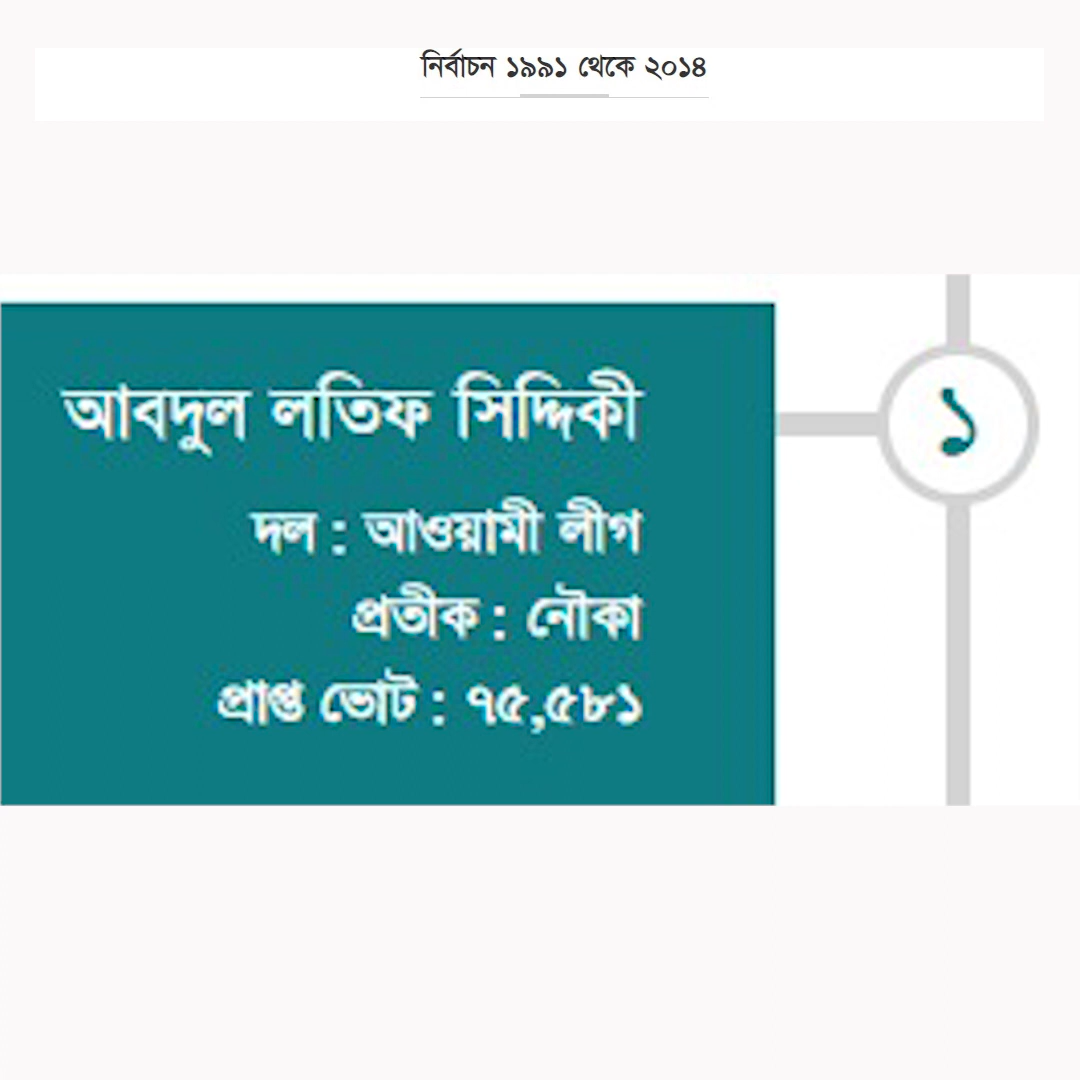 নির্বাচন ১৯৯১ থেকে ২০১৪
আবদুল লতিফ সিদ্দিকী
১
দল : আওয়ামী লীগ
প্রতীক : নৌকা
প্রাপ্ত ভোট : ৭৫,৫৮১